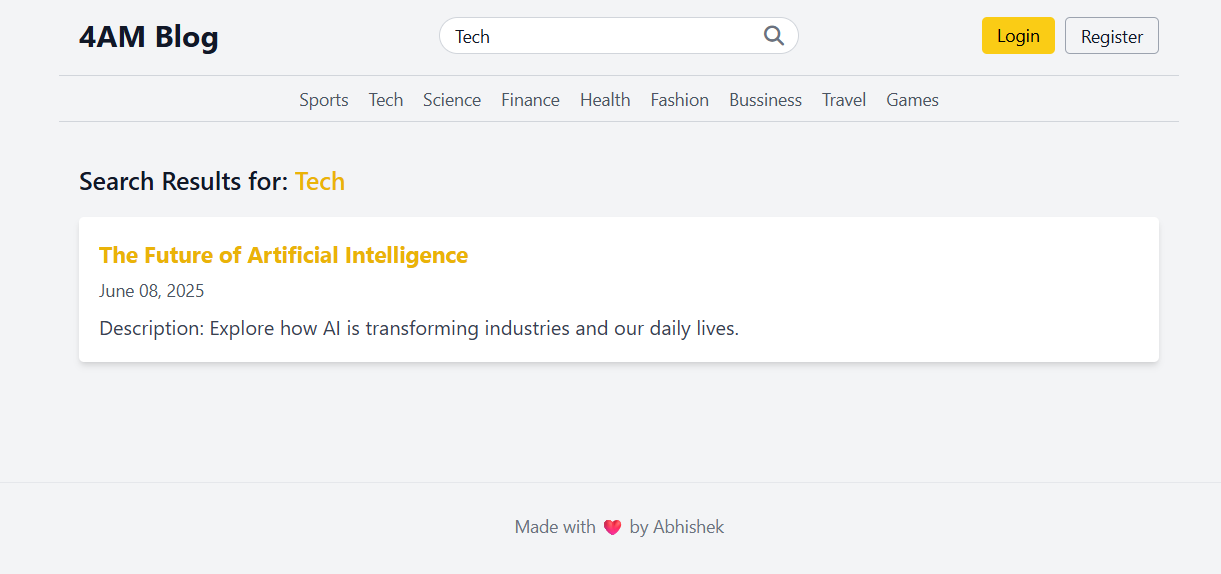 4AM Blog
Tech
Login
Register
Sports Tech Science Finance Health Fashion Bussiness Travel Games
Search Results for: Tech
The Future of Artificial Intelligence
June 08, 2025
Description: Explore how AI is transforming industries and our daily lives.
Made with ❤️ by Abhishek